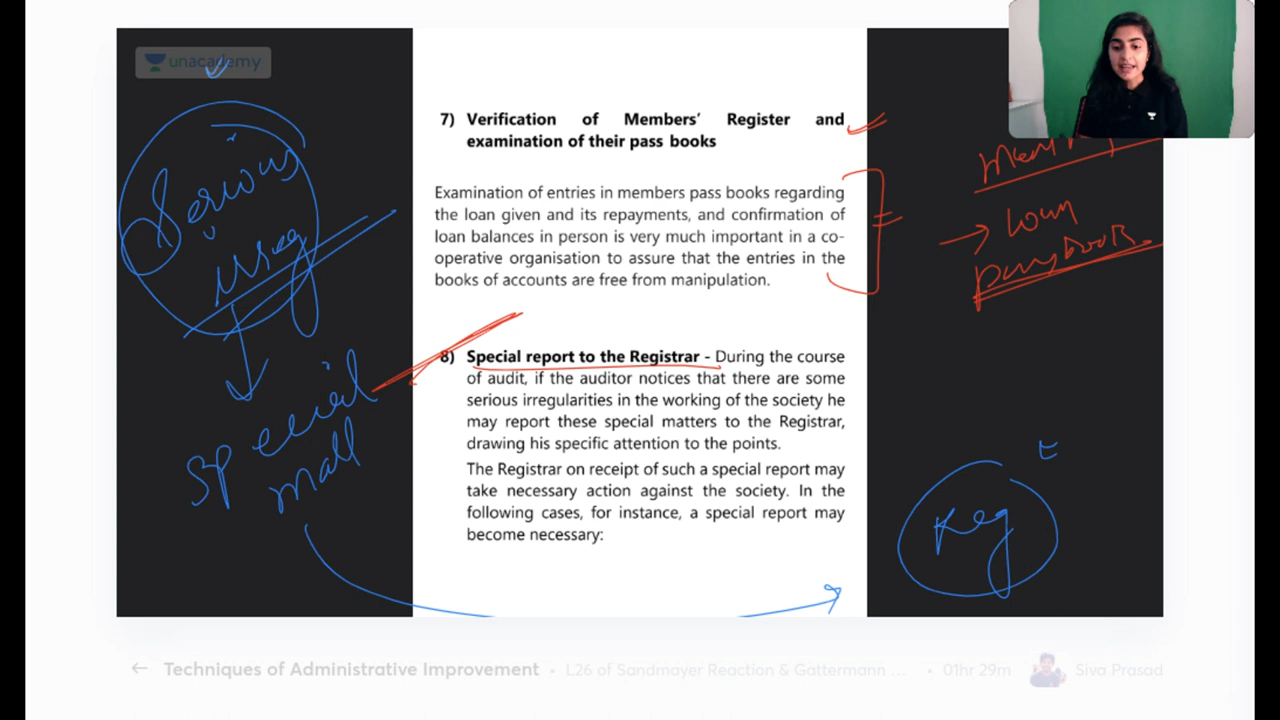 unacademy
7) Verification of Members' Register and
examination of their pass books
Examination of entries in members pass books regarding
the loan given and its repayments, and confirmation of
loan balances in person is very much important in a co-
operative organisation to assure that the entries in the
books of accounts are free from manipulation.
8) Special report to the Registrar - During the course
of audit, if the auditor notices that there are some
serious irregularities in the working of the society he
may report these special matters to the Registrar,
drawing his specific attention to the points.
The Registrar on receipt of such a special report may
take necessary action against the society. In the
following cases, for instance, a special report may
become necessary:
Serious
Special
→ loan
Reg
← Techniques of Administrative Improvement • L26 of Sandmayer Reaction & Gattermann ... • 01hr 29m Siva Prasad